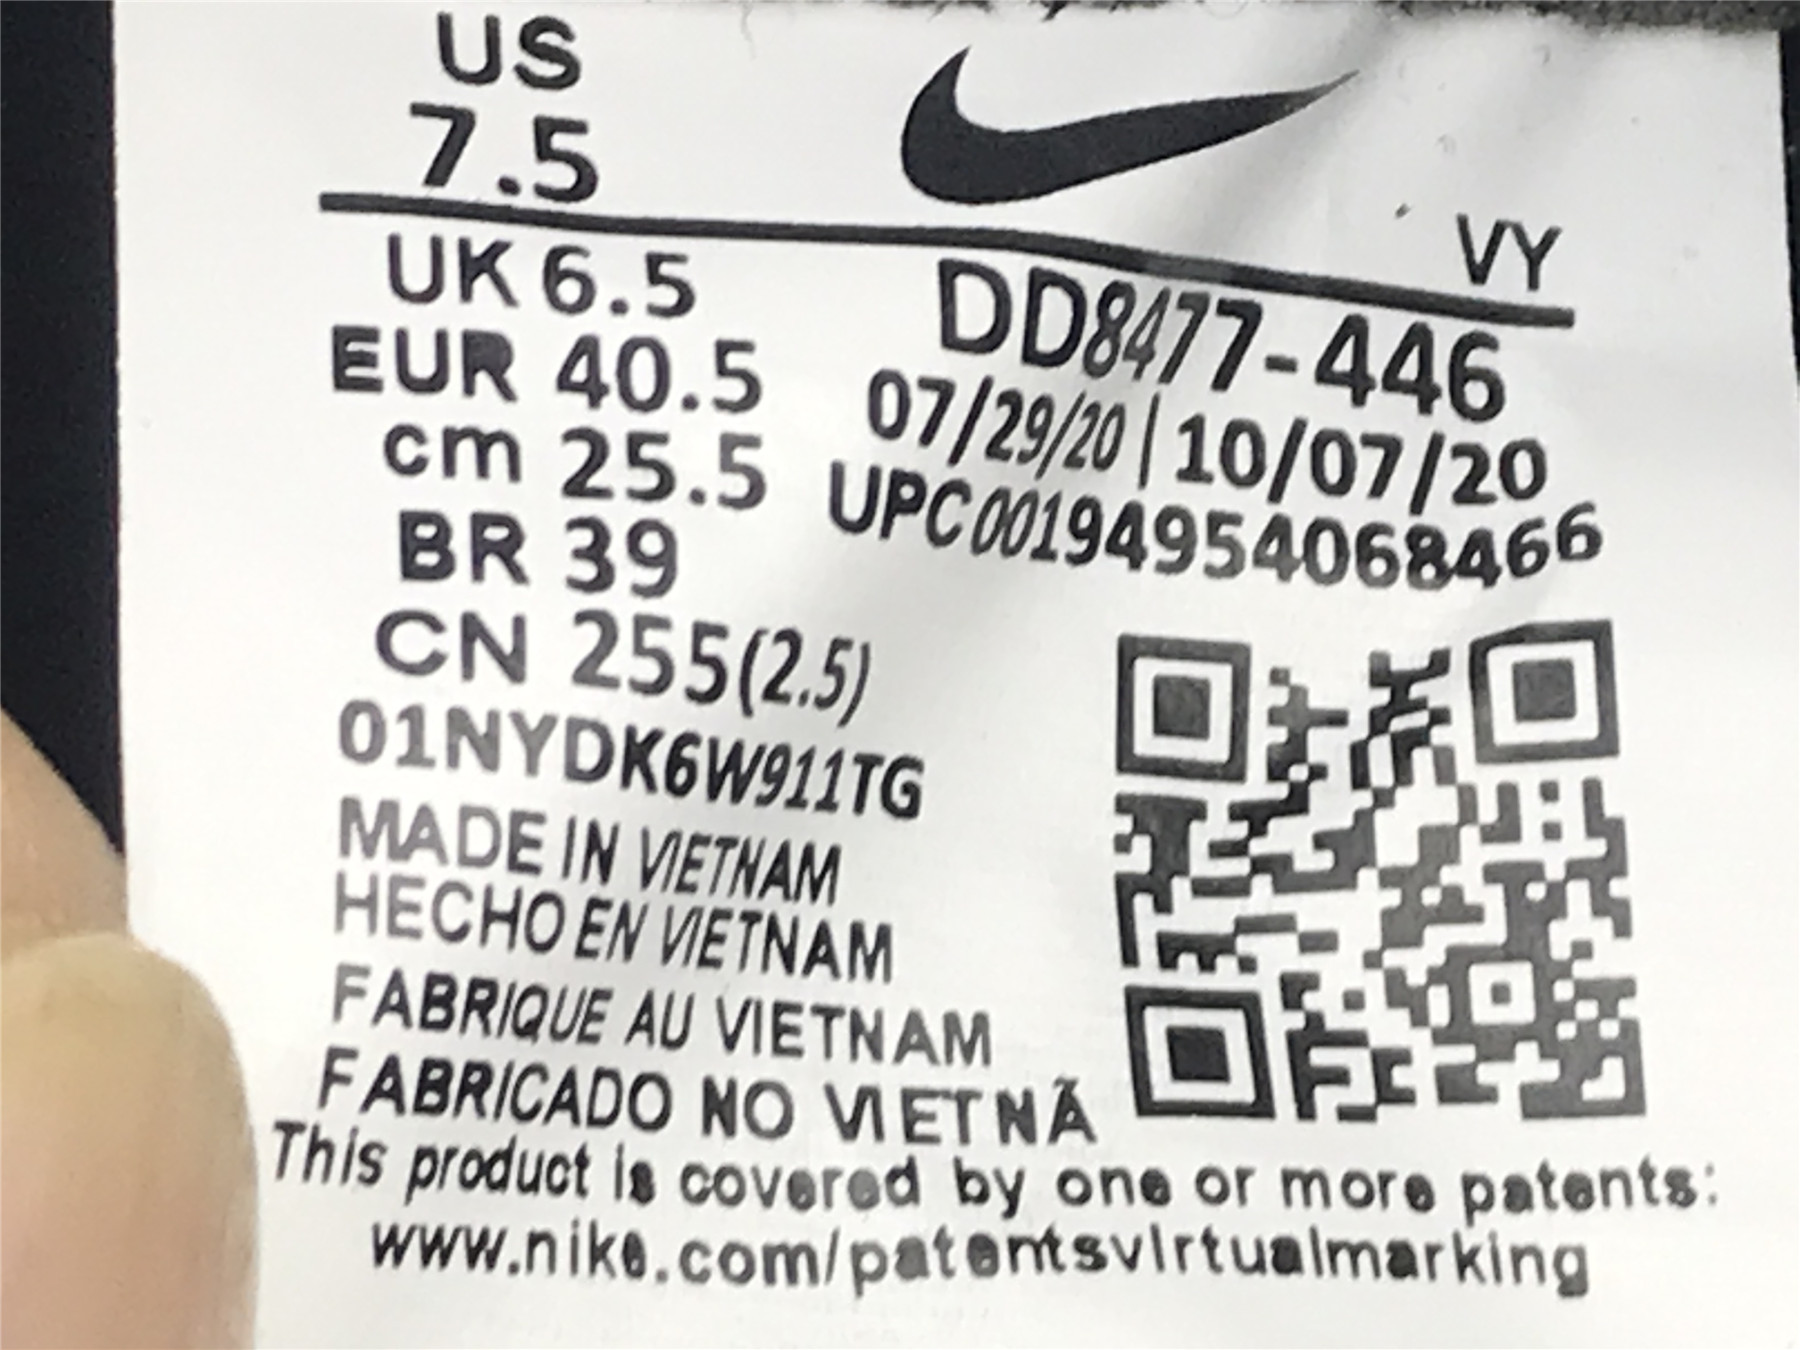 US
7.5
VY
UK 6.5
EUR 40.5
cm 25.5
BR 39
CN 255(2.5)
DD8477-446
07/29/20 | 10/07/20
UPC00194954068466
01NYDK6W911TG
MADE IN VIETNAM
HECHO EN VIETNAM
FABRIQUE AU VIETNAM
FABRICADO NO VIETNÃ
This product is covered by one or more patents:
www.nike.com/patentsvirtualmarking